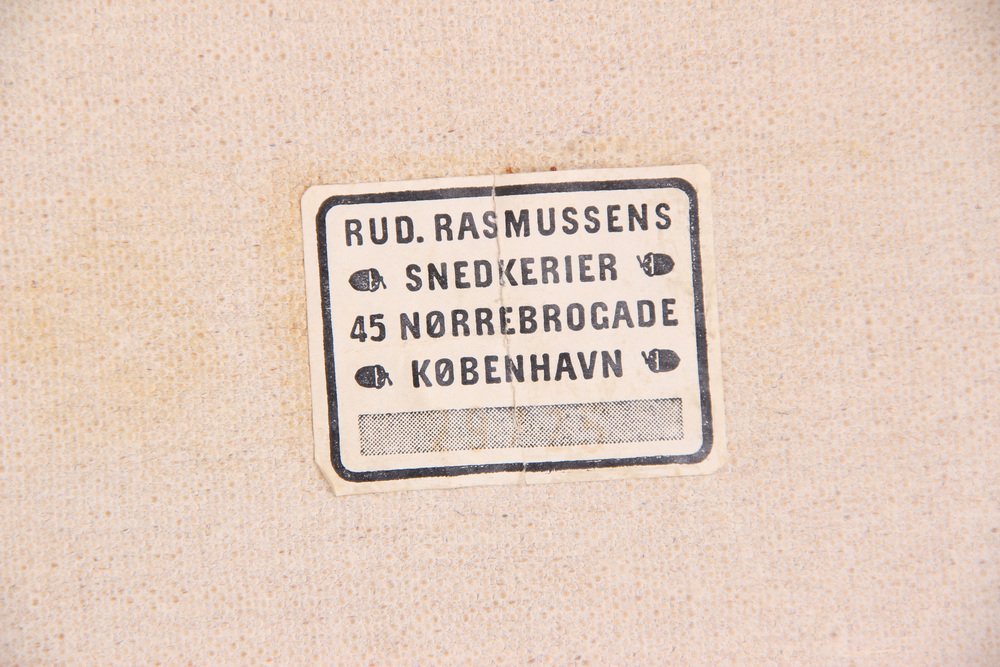 RUD. RASMUSSENS
SNEDKERIER
45 NØRREBROGADE
KØBENHAVN